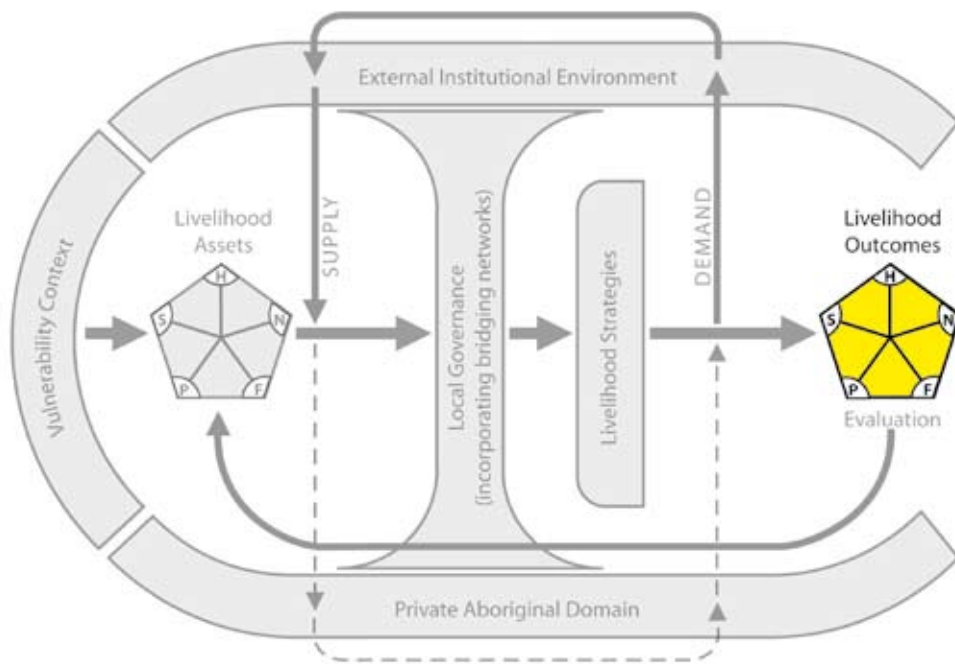 External Institutional Environment
Vulnerability Context
Livelihood
Assets
H
S
N
P
F
SUPPLY
Local Governance
(incorporating bridging networks)
Livelihood Strategies
DEMAND
Livelihood
Outcomes
H
S
N
P
F
Evaluation
Private Aboriginal Domain